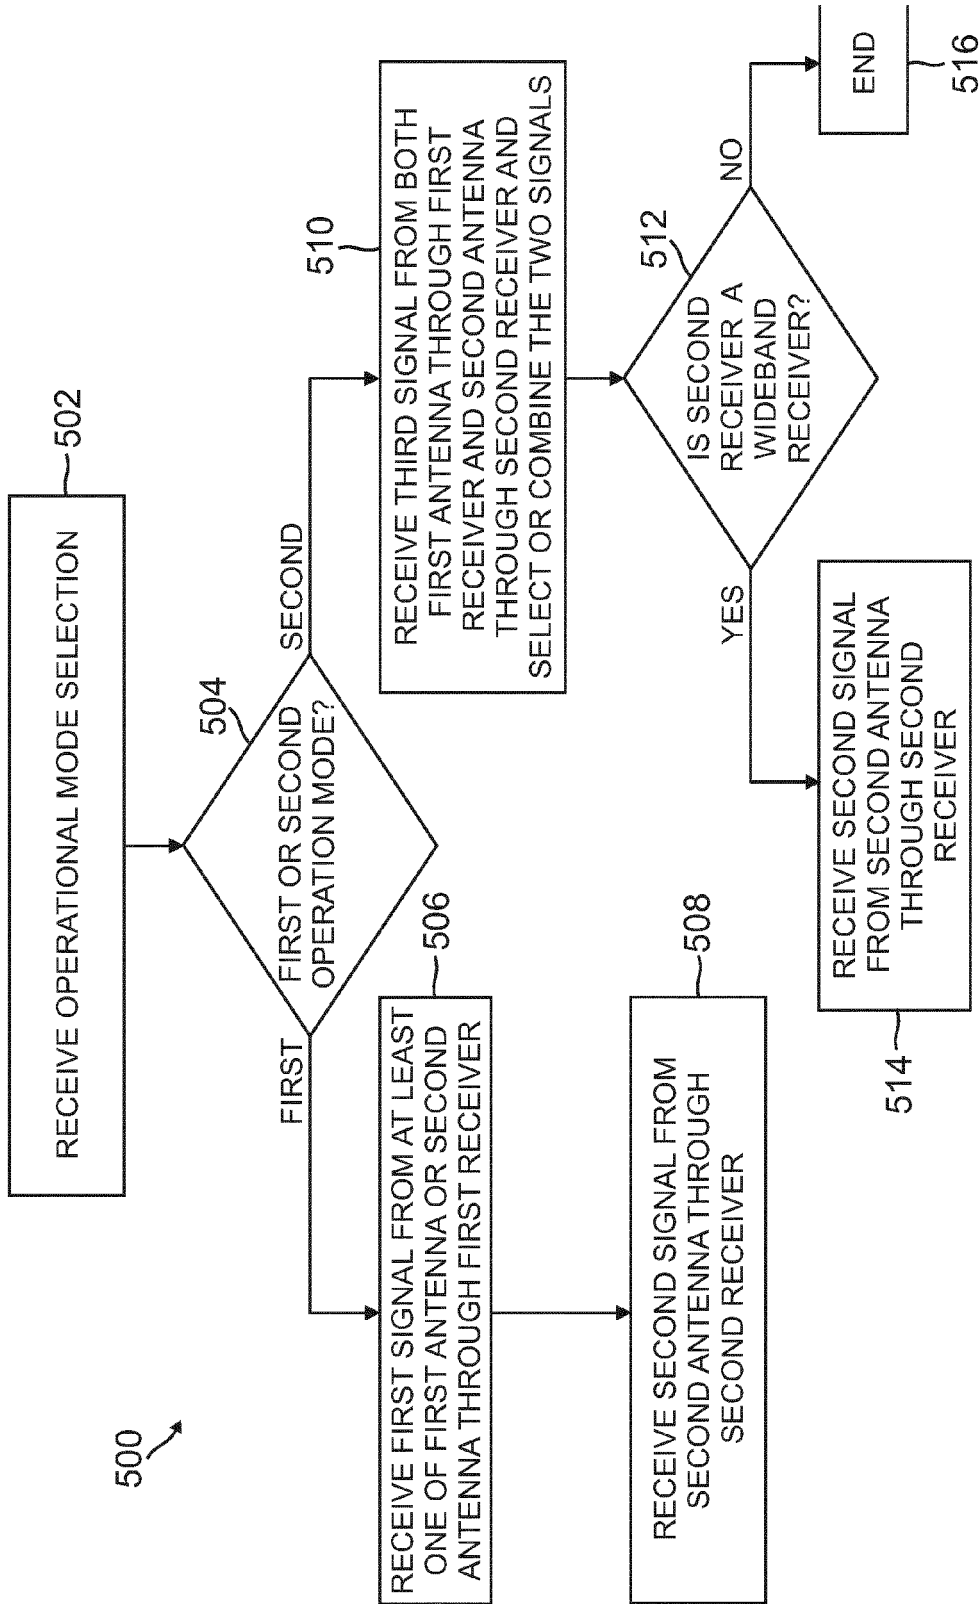 500
RECEIVE OPERATIONAL MODE SELECTION
502
504
FIRST OR SECOND
OPERATION MODE?
FIRST
SECOND
RECEIVE FIRST SIGNAL FROM AT LEAST
ONE OF FIRST ANTENNA OR SECOND
ANTENNA THROUGH FIRST RECEIVER
506
RECEIVE SECOND SIGNAL FROM
SECOND ANTENNA THROUGH
SECOND RECEIVER
508
510
RECEIVE THIRD SIGNAL FROM BOTH
FIRST ANTENNA THROUGH FIRST
RECEIVER AND SECOND ANTENNA
THROUGH SECOND RECEIVER AND
SELECT OR COMBINE THE TWO SIGNALS
512
IS SECOND
RECEIVER A
WIDEBAND
RECEIVER?
YES
NO
514
RECEIVE SECOND SIGNAL
FROM SECOND ANTENNA
THROUGH SECOND
RECEIVER
END
516